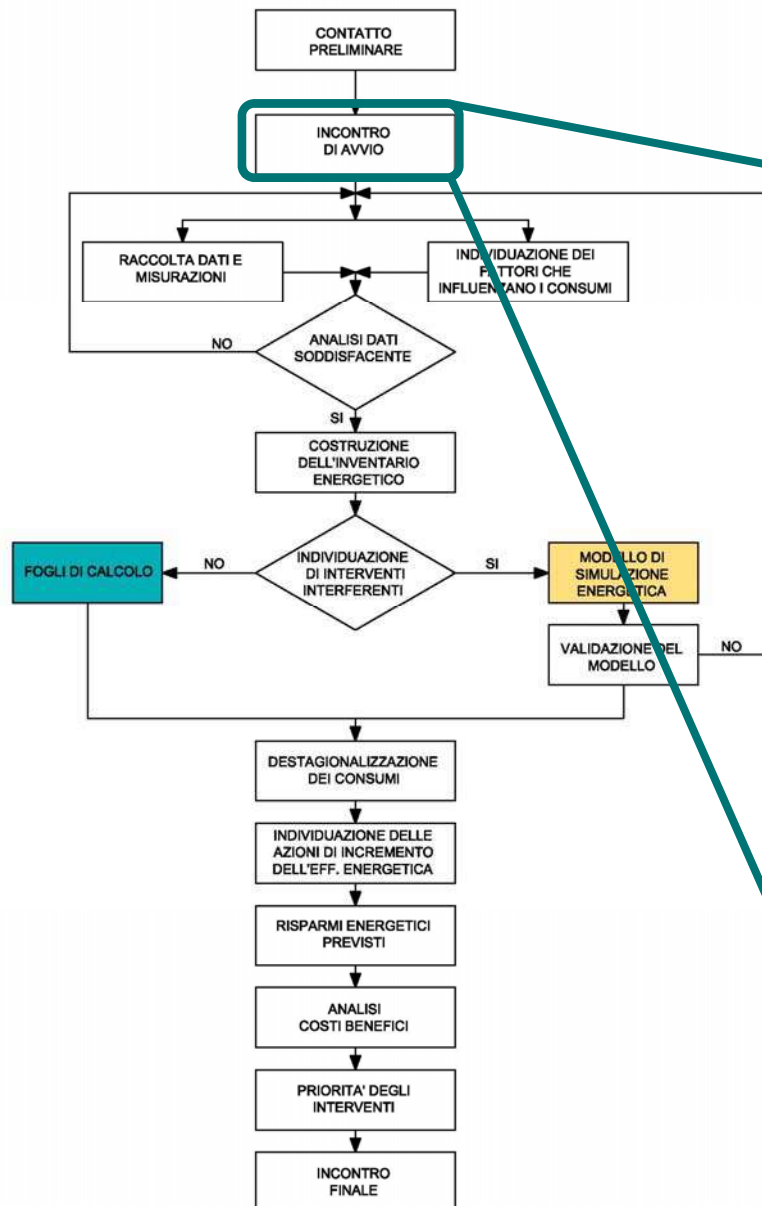 CONTATTO
PRELIMINARE
INCONTRO
DI AVVIO
RACCOLTA DATI E
MISURAZIONI
INDIVIDUAZIONE DEI
FATTORI CHE
INFLUENZANO I CONSUMI
ANALISI DATI
SODDISFACENTE
NO
SI
COSTRUZIONE
DELL'INVENTARIO
ENERGETICO
FOGLI DI CALCOLO
NO
INDIVIDUAZIONE
DI INTERVENTI
INTERFERENTI
SI
MODELLO DI
SIMULAZIONE
ENERGETICA
VALIDAZIONE DEL
MODELLO
NO
DESTAGIONALIZZAZIONE
DEI CONSUMI
INDIVIDUAZIONE DELLE
AZIONI DI INCREMENTO
DELL'EFF. ENERGETICA
RISPARMI ENERGETICI
PREVISTI
ANALISI
COSTI BENEFICI
PRIORITA' DEGLI
INTERVENTI
INCONTRO
FINALE